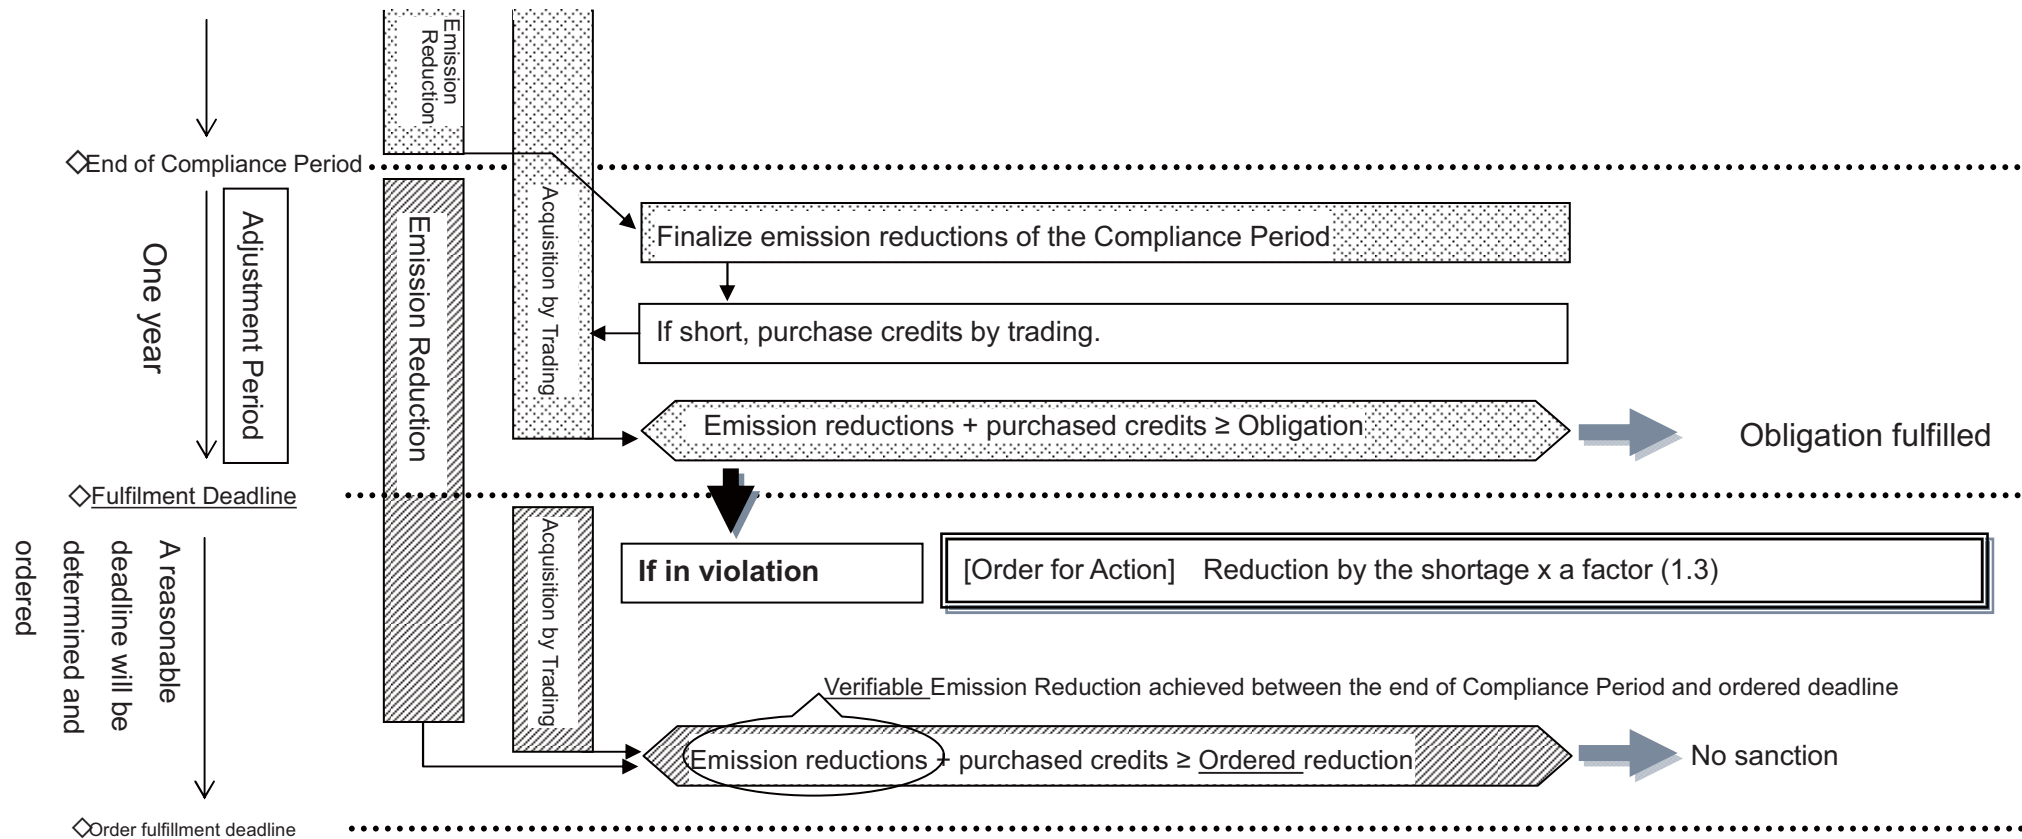 Emission
Reduction
◇End of Compliance Period
One year
Adjustment Period
Emission Reduction
Acquisition by Trading
Finalize emission reductions of the Compliance Period
If short, purchase credits by trading.
Emission reductions + purchased credits ≥ Obligation
Obligation fulfilled
◇Fulfilment Deadline
A reasonable
deadline will be
determined and
ordered
Acquisition by Trading
If in violation
[Order for Action] Reduction by the shortage x a factor (1.3)
Verifiable Emission Reduction achieved between the end of Compliance Period and ordered deadline
Emission reductions + purchased credits ≥ Ordered reduction
No sanction
◇Order fulfillment deadline